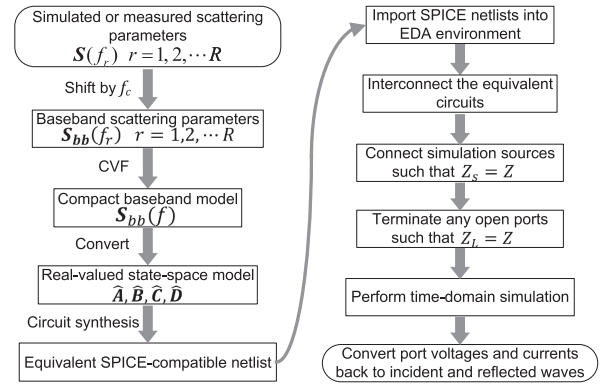 Simulated or measured scattering
parameters
S(f_r) r = 1, 2, ⋯ R
Shift by f_c
Baseband scattering parameters
S_bb(f_r) r = 1,2, ⋯ R
CVF
Compact baseband model
S_bb(f)
Convert
Real-valued state-space model
Â, B̂, Ĉ, D̂
Circuit synthesis
Equivalent SPICE-compatible netlist
Import SPICE netlists into
EDA environment
Interconnect the equivalent
circuits
Connect simulation sources
such that Z_S = Z
Terminate any open ports
such that Z_L = Z
Perform time-domain simulation
Convert port voltages and currents
back to incident and reflected waves